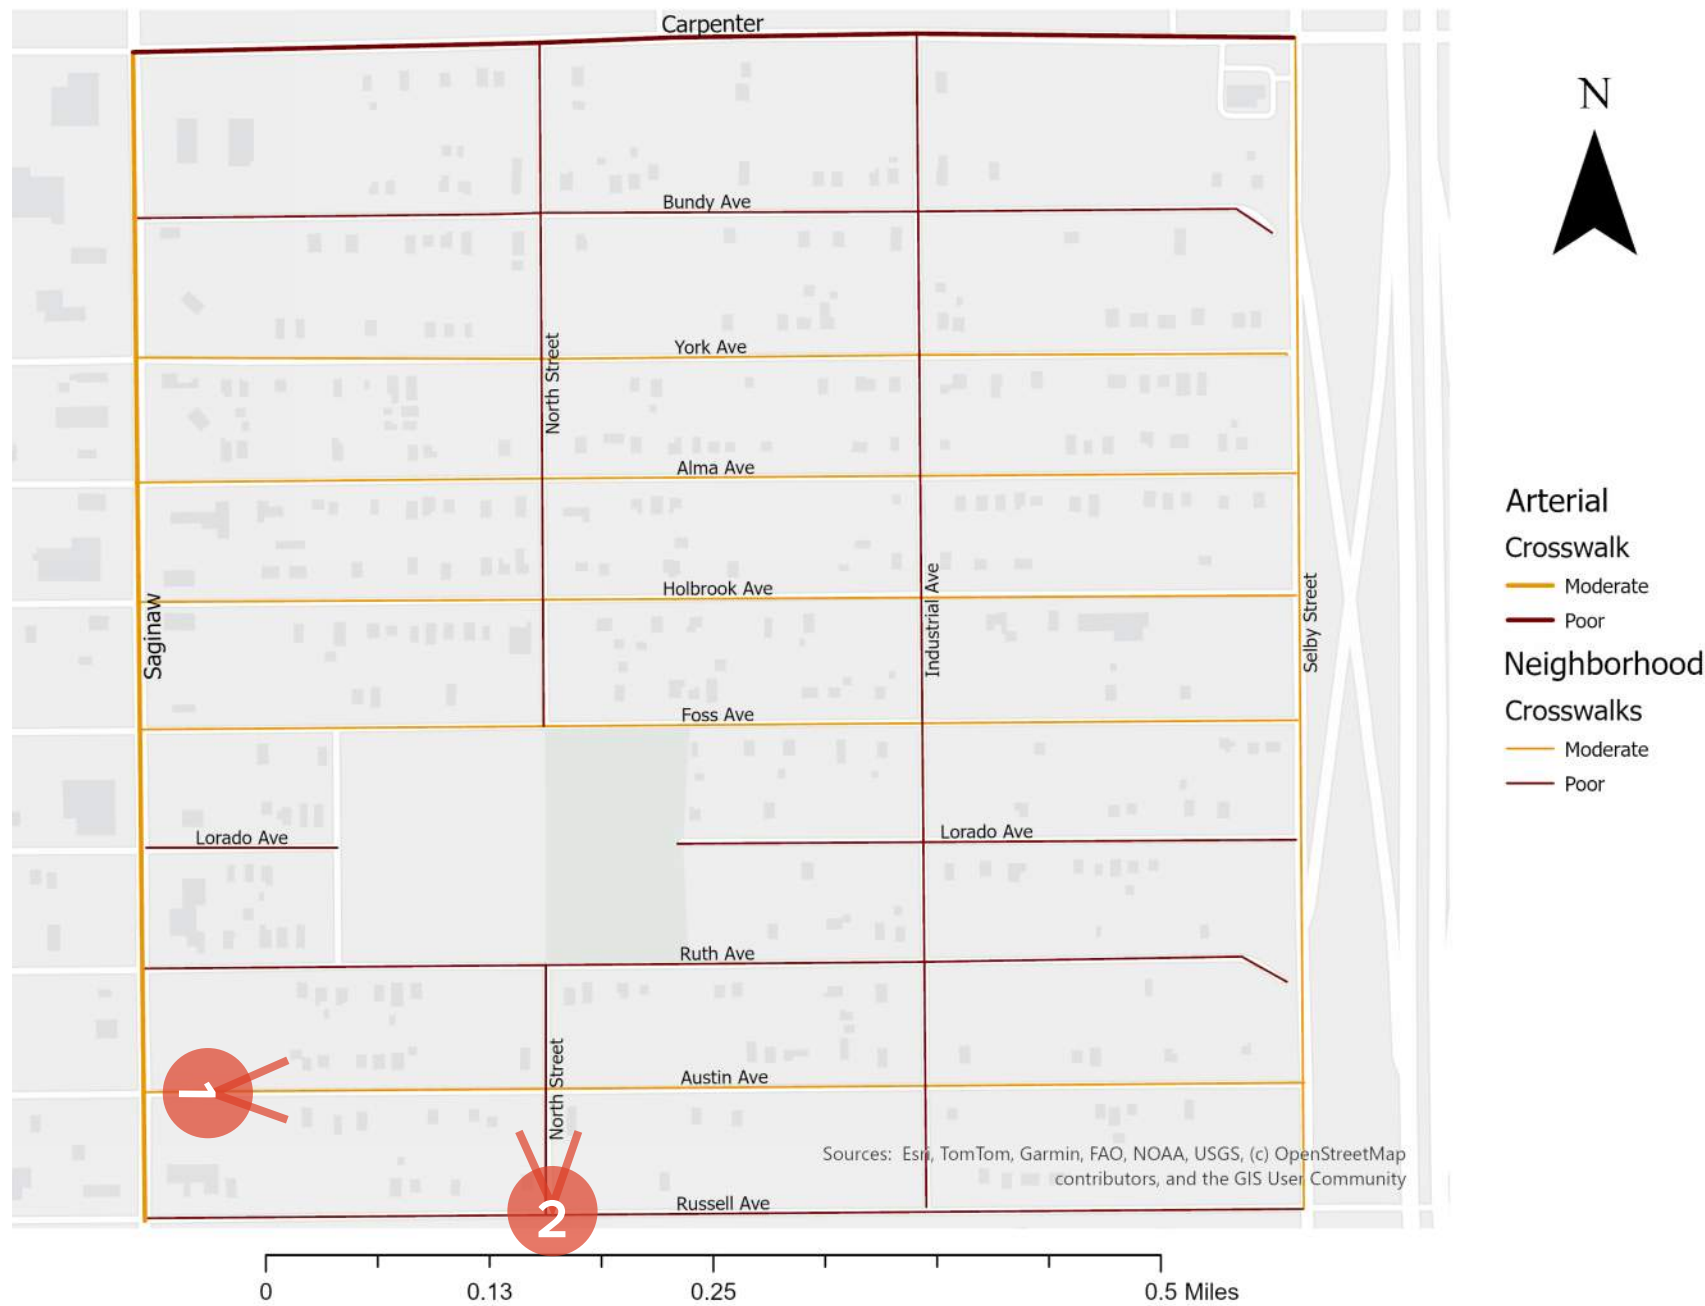 Carpenter
N
Bundy Ave
York Ave
North Street
Alma Ave
Arterial
Crosswalk
Moderate
Poor
Holbrook Ave
Saginaw
Industrial Ave
Selby Street
Neighborhood
Crosswalks
Moderate
Poor
Foss Ave
Lorado Ave
Lorado Ave
Ruth Ave
1
Austin Ave
North Street
Sources: Esri, TomTom, Garmin, FAO, NOAA, USGS, (c) OpenStreetMap
contributors, and the GIS User Community
2
Russell Ave
0 0.13 0.25 0.5 Miles